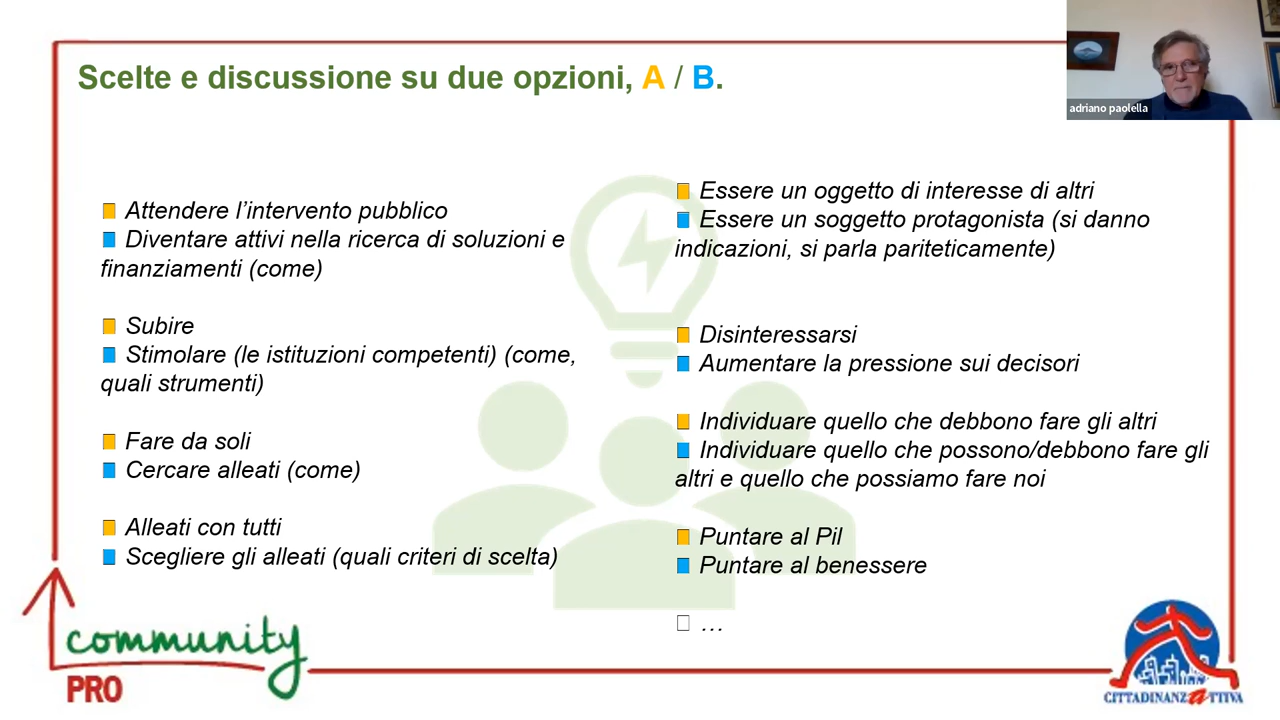 Scelte e discussione su due opzioni, A / B.
adriano paolella
Attendere l’intervento pubblico
Diventare attivi nella ricerca di soluzioni e
finanziamenti (come)
Subire
Stimolare (le istituzioni competenti) (come,
quali strumenti)
Fare da soli
Cercare alleati (come)
Alleati con tutti
Scegliere gli alleati (quali criteri di scelta)
Essere un oggetto di interesse di altri
Essere un soggetto protagonista (si danno
indicazioni, si parla pariteticamente)
Disinteressarsi
Aumentare la pressione sui decisori
Individuare quello che debbono fare gli altri
Individuare quello che possono/debbono fare gli
altri e quello che possiamo fare noi
Puntare al Pil
Puntare al benessere
…
community
PRO
CITTADINANZATTIVA